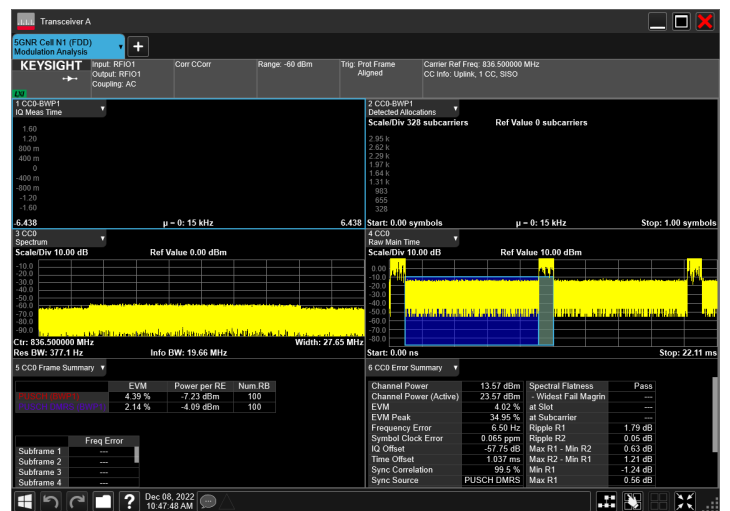 Transceiver A
5GNR Cell N1 (FDD)
Modulation Analysis
KEYSIGHT
LXI
Input: RFIO1
Output: RFIO1
Coupling: AC
Corr CCorr
Range: -60 dBm
Trig: Prot Frame
Aligned
Carrier Ref Freq: 836.500000 MHz
CC Info: Uplink, 1 CC, SISO
1 CC0-BWP1
IQ Meas Time
1.60
1.20
800 m
400 m
0
-400 m
-800 m
-1.20
-1.60
-6.438 μ = 0: 15 kHz 6.438
2 CC0-BWP1
Detected Allocations
Scale/Div 328 subcarriers Ref Value 0 subcarriers
2.95 k
2.62 k
2.29 k
1.97 k
1.64 k
1.31 k
983
655
328
Start: 0.00 symbols μ = 0: 15 kHz Stop: 1.00 symbols
3 CC0
Spectrum
Scale/Div 10.00 dB Ref Value 0.00 dBm
-10.0
-20.0
-30.0
-40.0
-50.0
-60.0
-70.0
-80.0
-90.0
Ctr: 836.500000 MHz Width: 27.65 MHz
Res BW: 377.1 Hz Info BW: 19.66 MHz
4 CC0
Raw Main Time
Scale/Div 10.00 dB Ref Value 10.00 dBm
0.00
-10.0
-20.0
-30.0
-40.0
-50.0
-60.0
-70.0
-80.0
Start: 0.00 ns Stop: 22.11 ms
5 CC0 Frame Summary
EVM Power per RE Num.RB
PUSCH (BWP1) 4.39 % -7.23 dBm 100
2.14 % -4.09 dBm 100
Freq Error
Subframe 1 ---
Subframe 2 ---
Subframe 3 ---
Subframe 4 ---
6 CC0 Error Summary
Channel Power 13.57 dBm Spectral Flatness Pass
Channel Power (Active) 23.57 dBm - Widest Fail Magrin ---
EVM 4.02 % at Slot ---
EVM Peak 34.95 % at Subcarrier ---
Frequency Error 6.50 Hz Ripple R1 1.79 dB
Symbol Clock Error 0.065 ppm Ripple R2 0.05 dB
IQ Offset -57.75 dB Max R1 - Min R2 0.63 dB
Time Offset 1.037 ms Max R2 - Min R1 1.21 dB
Sync Correlation 99.5 % Min R1 -1.24 dB
Sync Source PUSCH DMRS Max R1 0.56 dB
Dec 08, 2022
10:47:48 AM